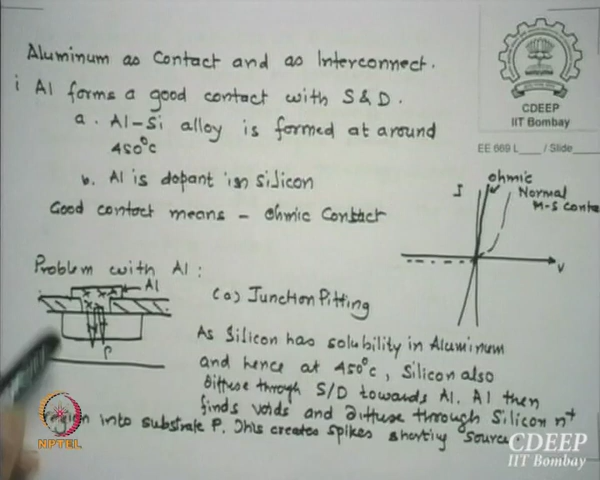 Aluminum as Contact and as Interconnect.
i Al forms a good contact with S & D.
a. Al-Si alloy is formed at around
450°C
b. Al is dopant in Silicon
Good contact means - Ohmic Contact
CDEEP
IIT Bombay
EE 669 L___ / Slide___
I
ohmic
Normal
M-S conta
V
Problem with Al:
Al
P
(a) Junction Pitting
As Silicon has solubility in Aluminum
and hence at 450°C, Silicon also
diffuse through S/D towards Al. Al then
finds voids and diffuse through Silicon n+
region into substrate P. This creates spikes shorting Source
NPTEL
CDEEP
IIT Bombay